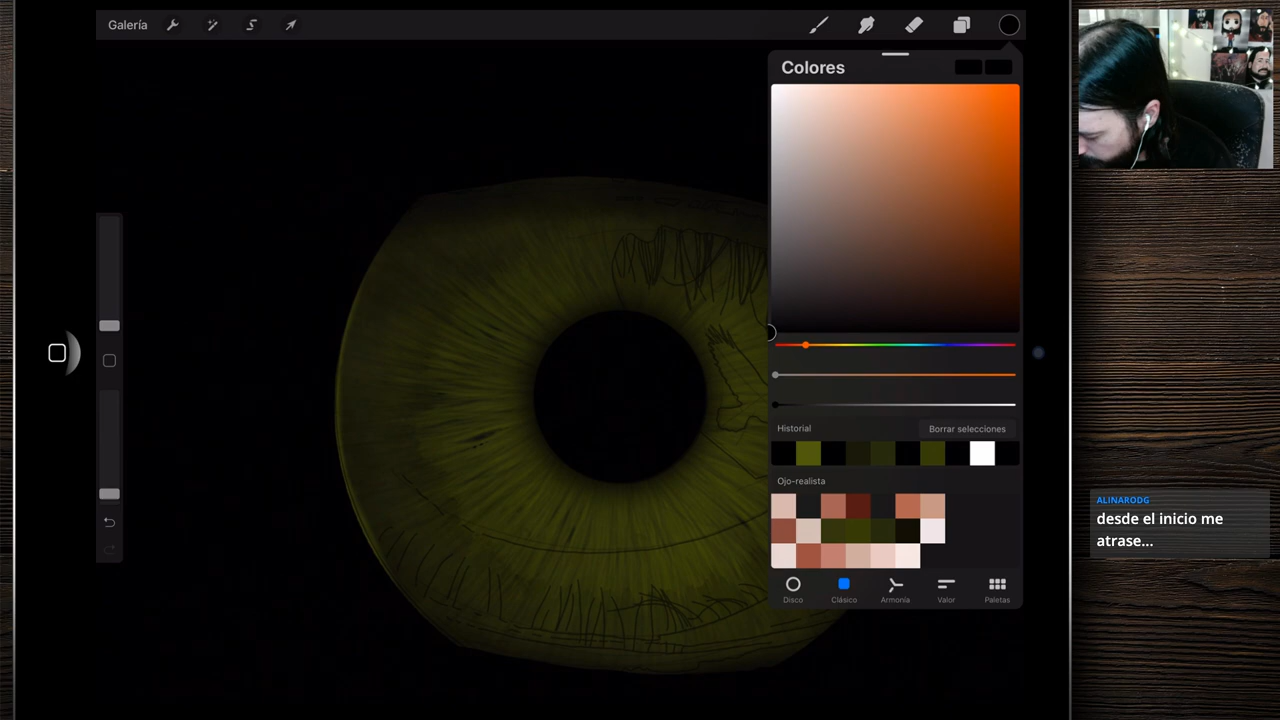 Galería
Colores
Historial
Borrar selecciones
Ojo-realista
Disco
Clásico
Armonía
Valor
Paletas
ALINARODG
desde el inicio me
atrase...